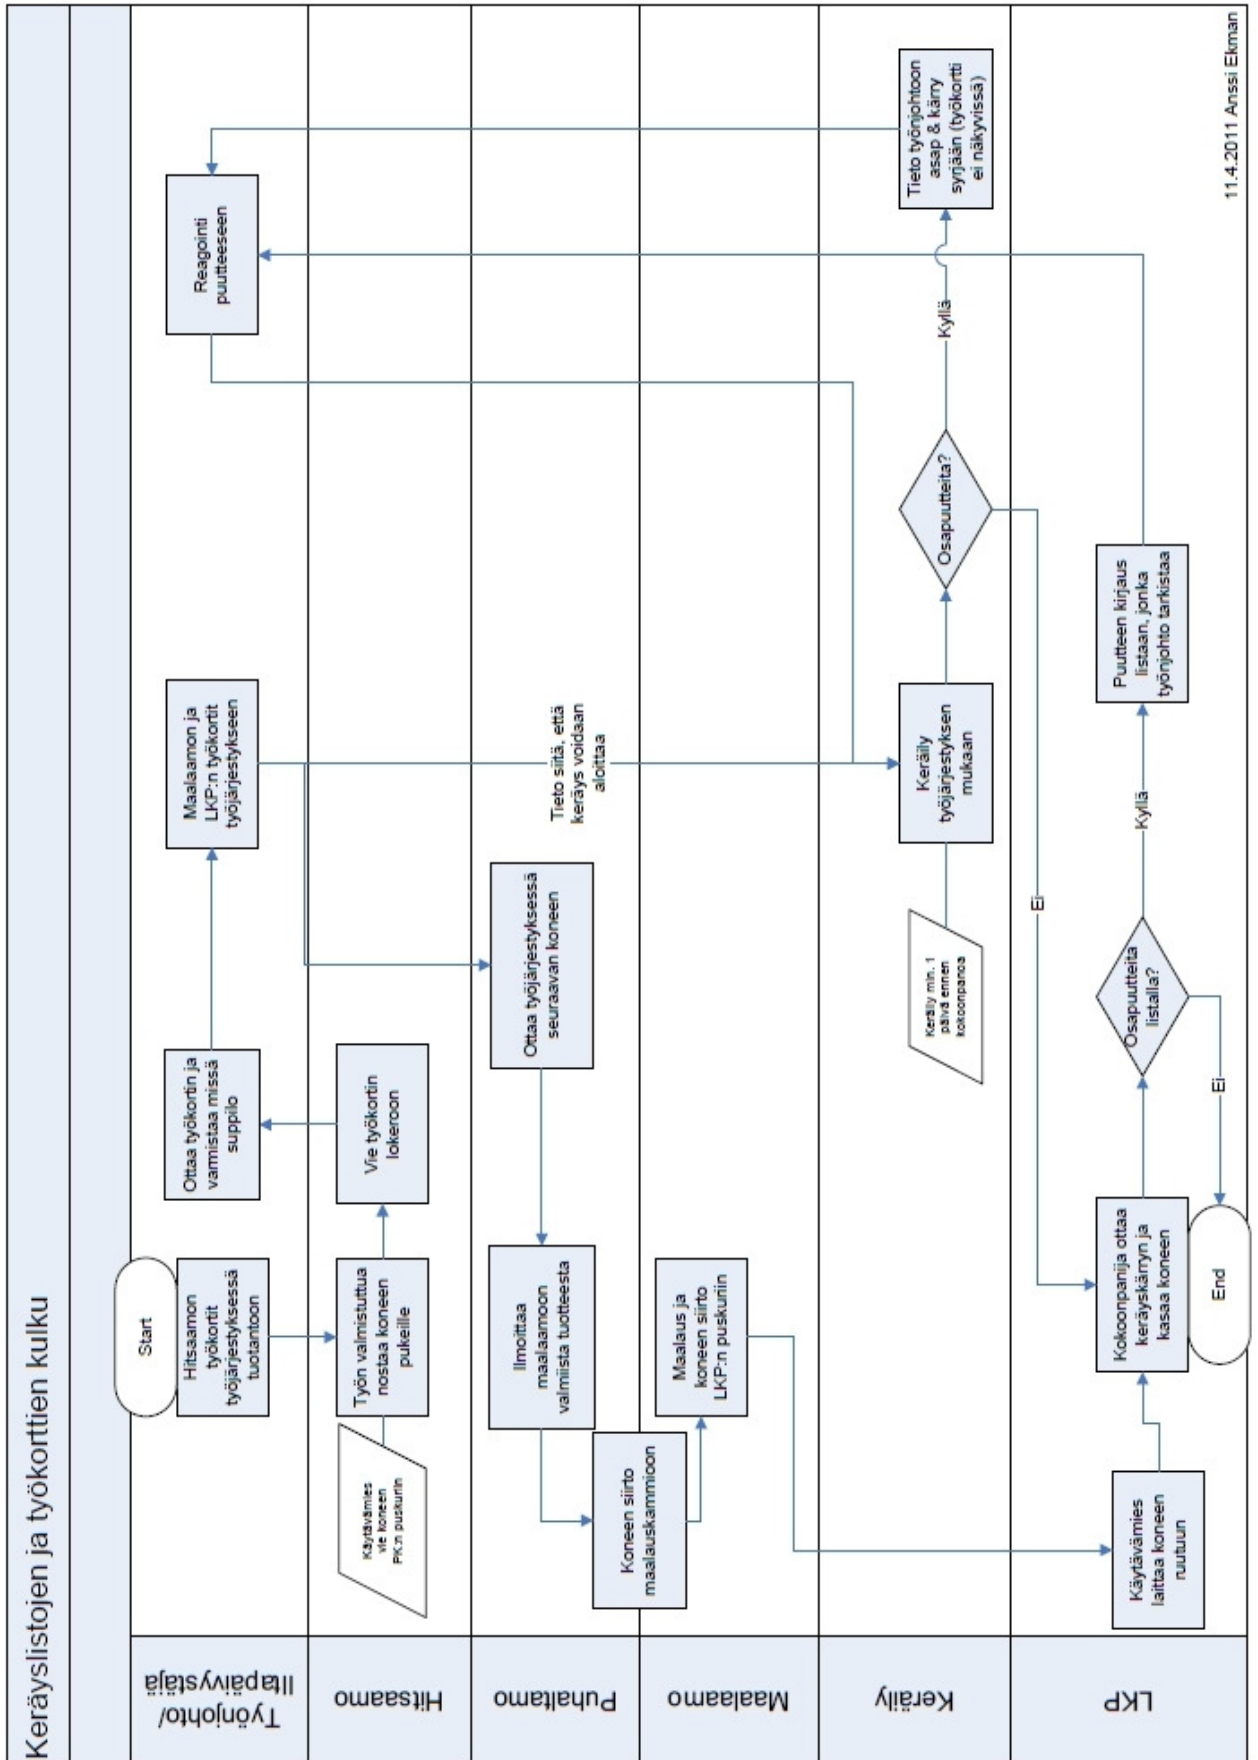 Keräyslistojen ja työkorttien kulku
Työnjohto/
Iltapäivystäjä
Start
Hitsaamon
työkortit
työjärjestyksessä
tuotantoon
Ottaa työkortin ja
varmistaa missä
suppilo
Maalaamon ja
LKP:n työkortit
työjärjestykseen
Reagointi
puutteeseen
Hitsaamo
Käytävämies
vie koneen
PK:n puskuriin
Työn valmistuttua
nostaa koneen
pukeille
Vie työkortin
lokeroon
Puhaltamo
Ilmoittaa
maalaamoon
valmiista tuotteesta
Ottaa työjärjestyksessä
seuraavan koneen
Tieto siitä, että
keräys voidaan
aloittaa
Koneen siirto
maalauskammioon
Maalaamo
Maalaus ja
koneen siirto
LKP:n puskuriin
Keräily
Keräily min. 1
päivä ennen
kokoonpanoa
Keräily
työjärjestyksen
mukaan
Osapuutteita?
Kyllä
Tieto työnjohtoon
asap & kärry
syrjään (työkortti
ei näkyvissä)
Ei
LKP
Käytävämies
laittaa koneen
ruutuun
Kokoonpanija ottaa
keräyskärryn ja
kasaa koneen
End
Osapuutteita
listalla?
Ei
Kyllä
Puutteen kirjaus
listaan, jonka
työnjohto tarkistaa
11.4.2011 Anssi Ekman